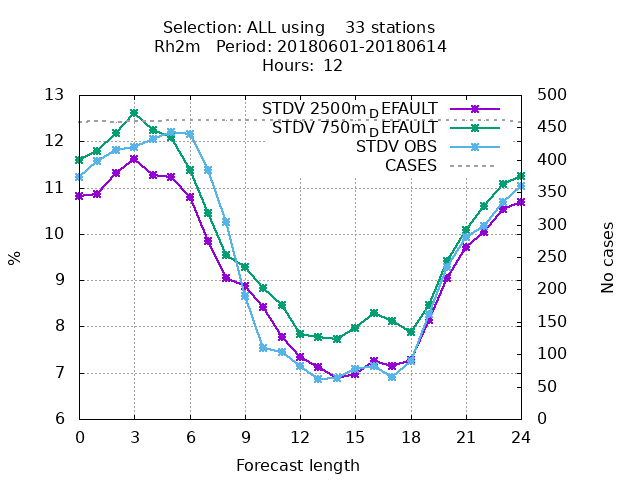 Selection: ALL using    33 stations
Rh2m   Period: 20180601-20180614
Hours:  12
STDV 2500m_DEFAULT
STDV 750m_DEFAULT
STDV OBS
CASES
13
12
11
10
9
8
7
6
%
500
450
400
350
300
250
200
150
100
50
0
No cases
0 3 6 9 12 15 18 21 24
Forecast length